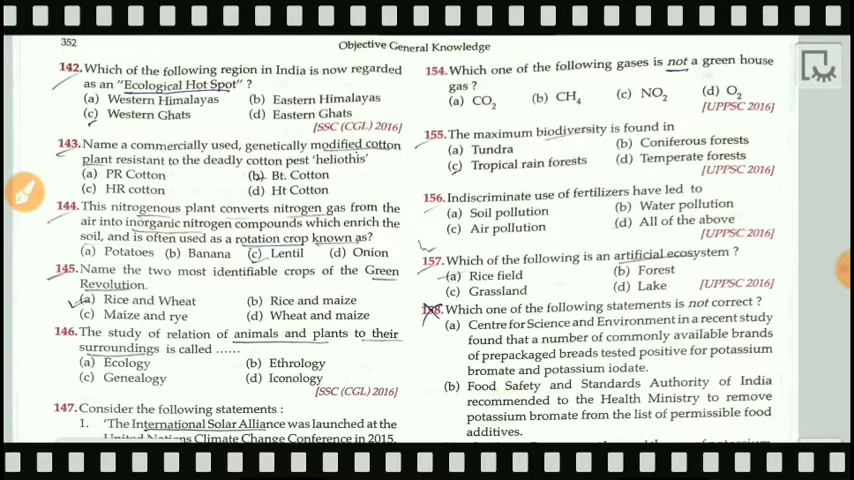 352
Objective General Knowledge
142. Which of the following region in India is now regarded
as an "Ecological Hot Spot" ?
(a) Western Himalayas (b) Eastern Himalayas
(c) Western Ghats (d) Eastern Ghats
[SSC (CGL) 2016]
143. Name a commercially used, genetically modified cotton
plant resistant to the deadly cotton pest 'heliothis'
(a) PR Cotton (b) Bt. Cotton
(c) HR cotton (d) Ht Cotton
144. This nitrogenous plant converts nitrogen gas from the
air into inorganic nitrogen compounds which enrich the
soil, and is often used as a rotation crop known as?
(a) Potatoes (b) Banana (c) Lentil (d) Onion
145. Name the two most identifiable crops of the Green
Revolution.
(a) Rice and Wheat (b) Rice and maize
(c) Maize and rye (d) Wheat and maize
146. The study of relation of animals and plants to their
surroundings is called ......
(a) Ecology (b) Ethrology
(c) Genealogy (d) Iconology
[SSC (CGL) 2016]
147. Consider the following statements :
1. 'The International Solar Alliance was launched at the
United Nations Climate Change Conference in 2015.
154. Which one of the following gases is not a green house
gas ?
(a) CO₂ (b) CH₄ (c) NO₂ (d) O₂
[UPPSC 2016]
155. The maximum biodiversity is found in
(a) Tundra (b) Coniferous forests
(c) Tropical rain forests (d) Temperate forests
[UPPSC 2016]
156. Indiscriminate use of fertilizers have led to
(a) Soil pollution (b) Water pollution
(c) Air pollution (d) All of the above
[UPPSC 2016]
157. Which of the following is an artificial ecosystem ?
(a) Rice field (b) Forest
(c) Grassland (d) Lake [UPPSC 2016]
158. Which one of the following statements is not correct ?
(a) Centre for Science and Environment in a recent study
found that a number of commonly available brands
of prepackaged breads tested positive for potassium
bromate and potassium iodate.
(b) Food Safety and Standards Authority of India
recommended to the Health Ministry to remove
potassium bromate from the list of permissible food
additives.